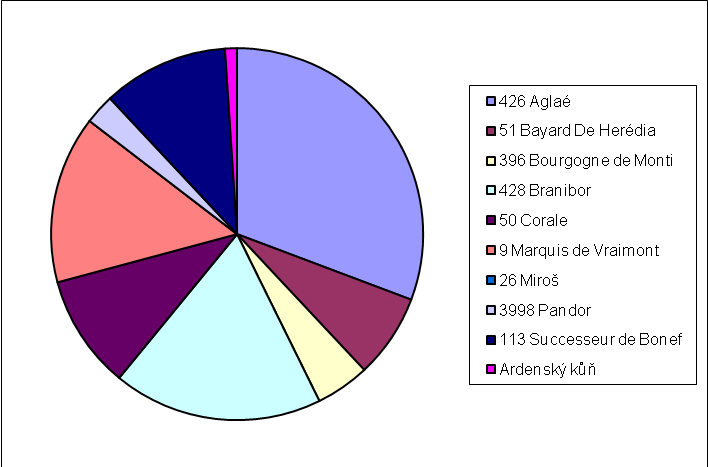 426 Aglaé
51 Bayard De Herédia
396 Bourgogne de Monti
428 Branibor
50 Corale
9 Marquis de Vraimont
26 Miroš
3998 Pandor
113 Successeur de Bonef
Ardenský kůň